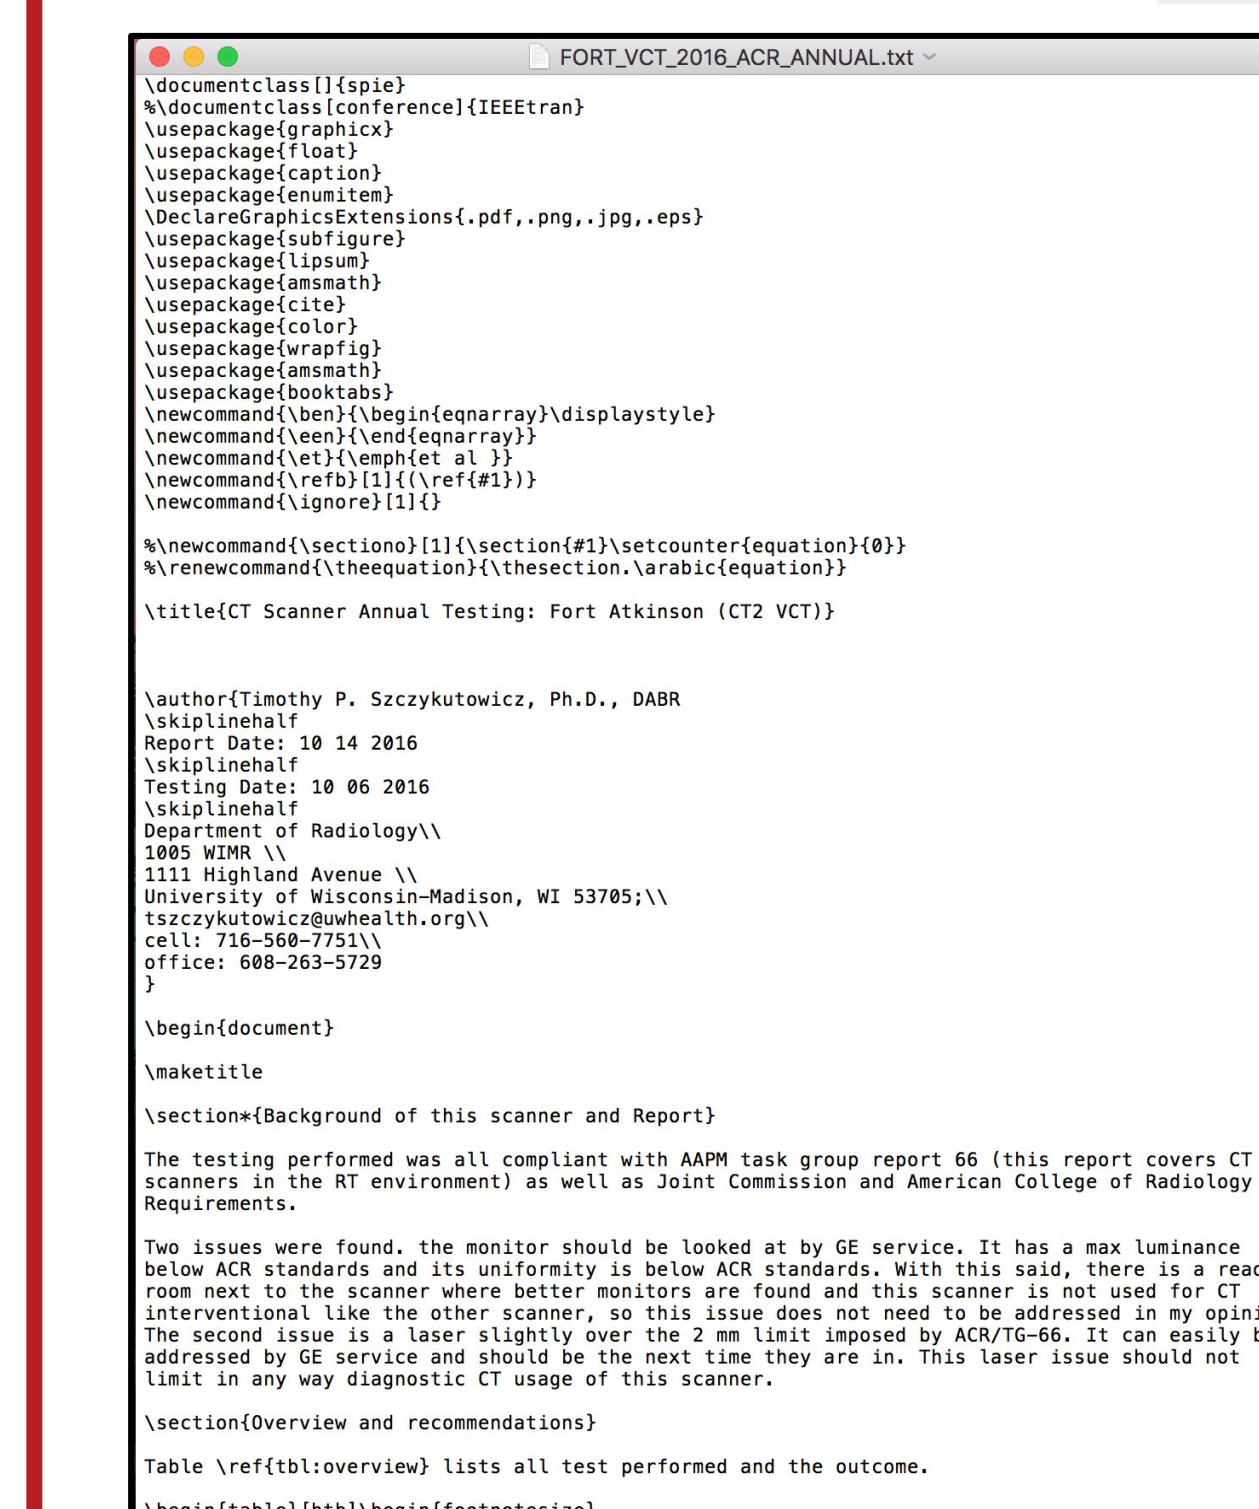 FORT_VCT_2016_ACR_ANNUAL.txt
\documentclass[]{spie}
%\documentclass[conference]{IEEEtran}
\usepackage{graphicx}
\usepackage{float}
\usepackage{caption}
\usepackage{enumitem}
\DeclareGraphicsExtensions{.pdf,.png,.jpg,.eps}
\usepackage{subfigure}
\usepackage{lipsum}
\usepackage{amsmath}
\usepackage{cite}
\usepackage{color}
\usepackage{wrapfig}
\usepackage{amsmath}
\usepackage{booktabs}
\newcommand{\ben}{\begin{eqnarray}\displaystyle}
\newcommand{\een}{\end{eqnarray}}
\newcommand{\et}{\emph{et al }}
\newcommand{\refb}[1]{(\ref{#1})}
\newcommand{\ignore}[1]{}
%\newcommand{\sectiono}[1]{\section{#1}\setcounter{equation}{0}}
%\renewcommand{\theequation}{\thesection.\arabic{equation}}
\title{CT Scanner Annual Testing: Fort Atkinson (CT2 VCT)}
\author{Timothy P. Szczykutowicz, Ph.D., DABR
\skiplinehalf
Report Date: 10 14 2016
\skiplinehalf
Testing Date: 10 06 2016
\skiplinehalf
Department of Radiology\\
1005 WIMR \\
1111 Highland Avenue \\
University of Wisconsin-Madison, WI 53705;\\
tszczykutowicz@uwhealth.org\\
cell: 716-560-7751\\
office: 608-263-5729
}
\begin{document}
\maketitle
\section*{Background of this scanner and Report}
The testing performed was all compliant with AAPM task group report 66 (this report covers CT
scanners in the RT environment) as well as Joint Commission and American College of Radiology
Requirements.
Two issues were found. the monitor should be looked at by GE service. It has a max luminance
below ACR standards and its uniformity is below ACR standards. With this said, there is a read
room next to the scanner where better monitors are found and this scanner is not used for CT
interventional like the other scanner, so this issue does not need to be addressed in my opini
The second issue is a laser slightly over the 2 mm limit imposed by ACR/TG-66. It can easily b
addressed by GE service and should be the next time they are in. This laser issue should not
limit in any way diagnostic CT usage of this scanner.
\section{Overview and recommendations}
Table \ref{tbl:overview} lists all test performed and the outcome.
\begin{table}[htb]\begin{footnotesize}